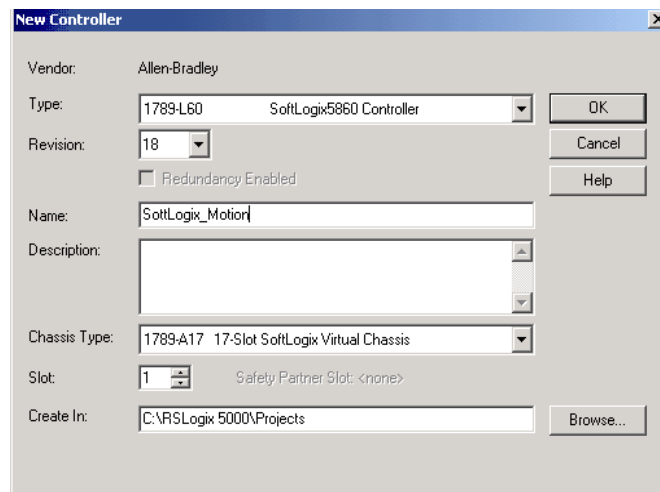 New Controller
Vendor: Allen-Bradley
Type: 1789-L60 SoftLogix5860 Controller OK
Revision: 18 Cancel
Redundancy Enabled Help
Name: SottLogix_Motion
Description:
Chassis Type: 1789-A17 17-Slot SoftLogix Virtual Chassis
Slot: 1 Safety Partner Slot: <none>
Create In: C:\RSLogix 5000\Projects Browse...